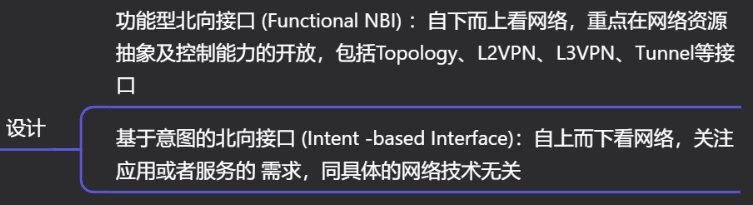 功能型北向接口 (Functional NBI) ：自下而上看网络，重点在网络资源
抽象及控制能力的开放，包括Topology、L2VPN、L3VPN、Tunnel等接
口
设计
基于意图的北向接口 (Intent -based Interface)：自上而下看网络，关注
应用或者服务的 需求，同具体的网络技术无关